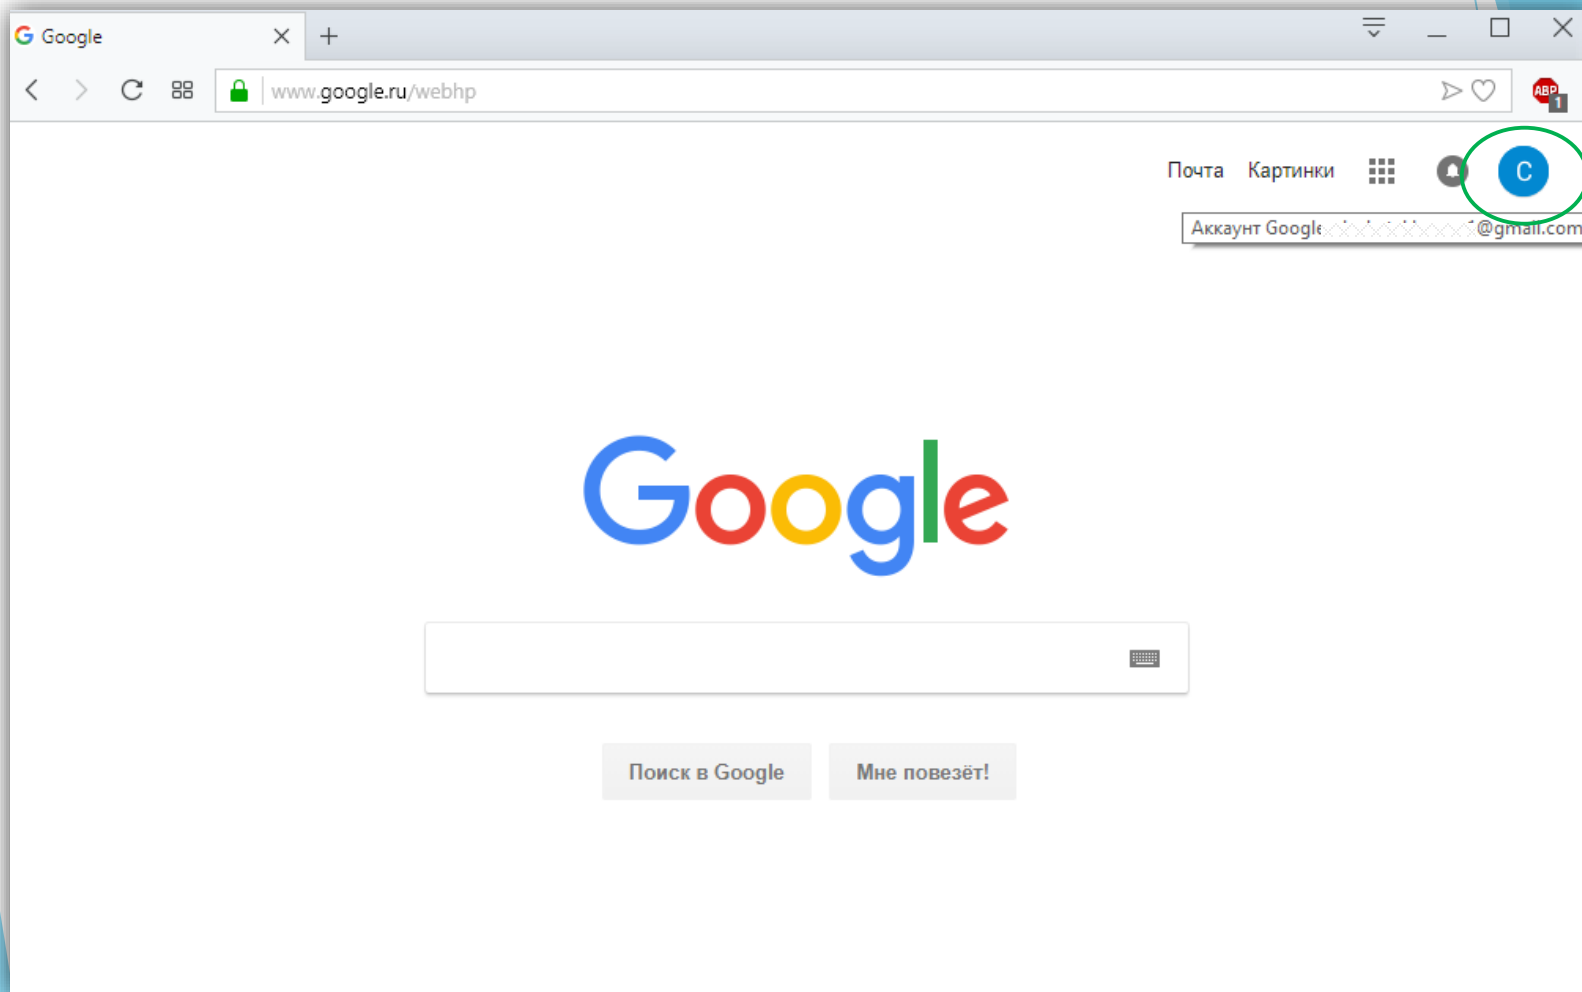 Google
www.google.ru/webhp
ABP
1
Почта Картинки
C
Аккаунт Google @gmail.com
Google
Поиск в Google Мне повезёт!